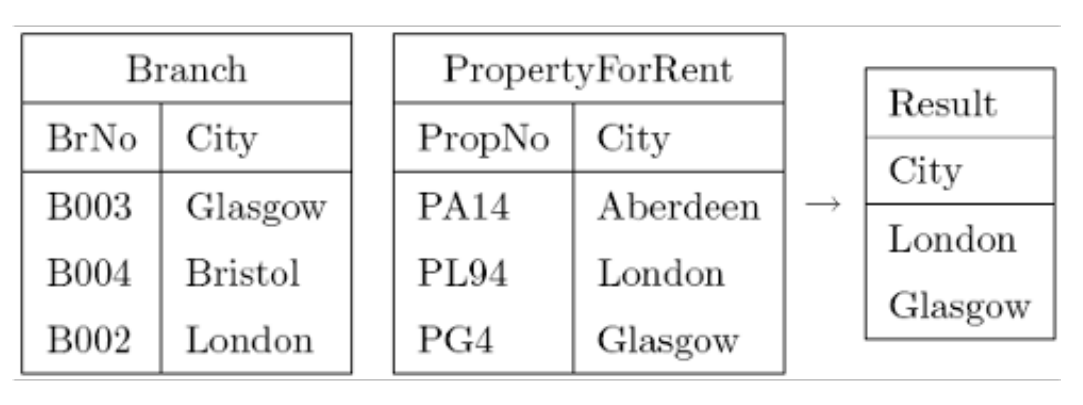 Branch
BrNo City
B003 Glasgow
B004 Bristol
B002 London
PropertyForRent
PropNo City
PA14 Aberdeen
PL94 London
PG4 Glasgow
→
Result
City
London
Glasgow